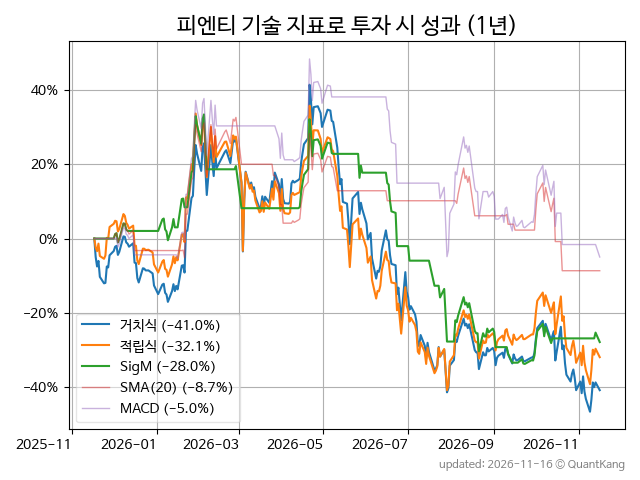 피엔티 기술 지표로 투자 시 성과 (1년)
40%
20%
0%
−20%
−40%
거치식 (−41.0%)
적립식 (−32.1%)
SigM (−28.0%)
SMA(20) (−8.7%)
MACD (−5.0%)
2025−11 2026−01 2026−03 2026−05 2026−07 2026−09 2026−11
updated: 2026−11−16 © QuantKang